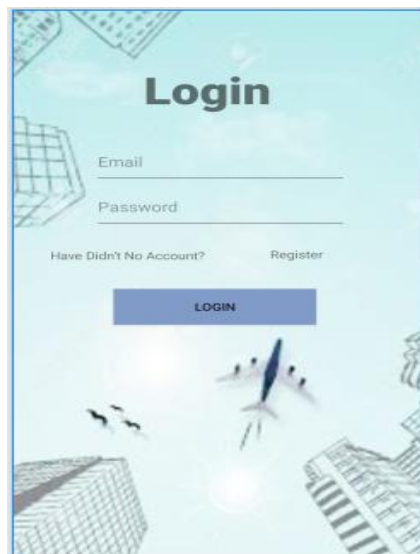 Login
Email
Password
Have Didn't No Account? Register
LOGIN